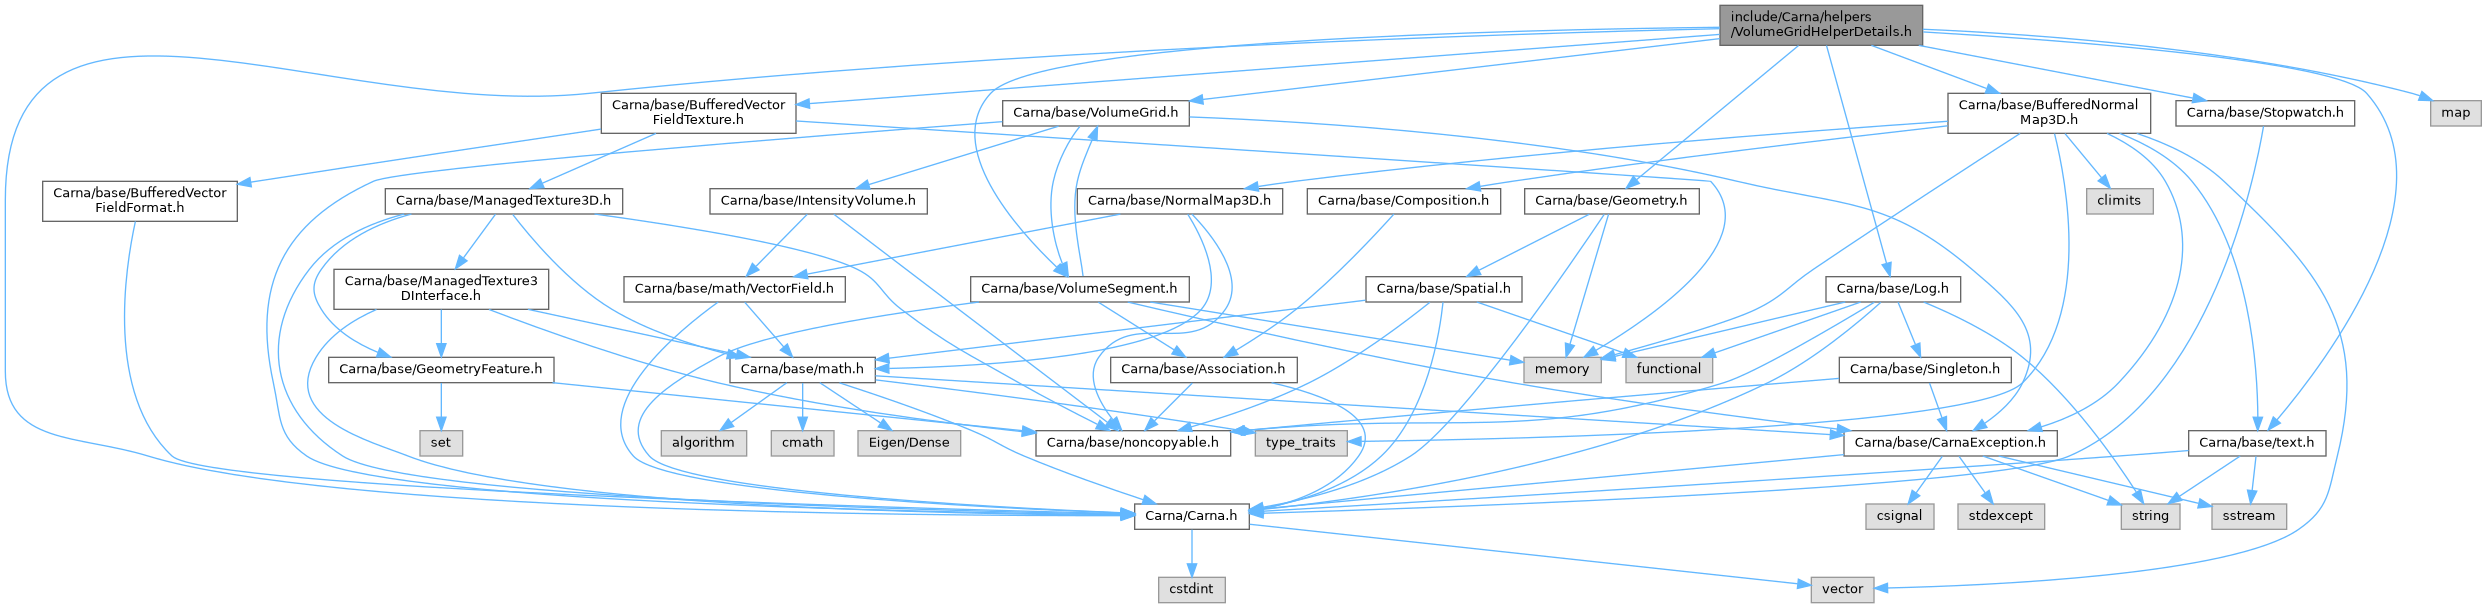 include/Carna/helpers
/VolumeGridHelperDetails.h
Carna/base/BufferedVector
FieldTexture.h
Carna/base/VolumeGrid.h
Carna/base/BufferedNormal
Map3D.h
Carna/base/Stopwatch.h
map
Carna/base/BufferedVector
FieldFormat.h
Carna/base/ManagedTexture3D.h
Carna/base/IntensityVolume.h
Carna/base/NormalMap3D.h
Carna/base/Composition.h
Carna/base/Geometry.h
climits
Carna/base/ManagedTexture3
DInterface.h
Carna/base/math/VectorField.h
Carna/base/VolumeSegment.h
Carna/base/Spatial.h
Carna/base/Log.h
Carna/base/GeometryFeature.h
Carna/base/math.h
Carna/base/Association.h
memory
functional
Carna/base/Singleton.h
set
algorithm
cmath
Eigen/Dense
Carna/base/noncopyable.h
type_traits
Carna/base/CarnaException.h
Carna/base/text.h
Carna/Carna.h
csignal
stdexcept
string
sstream
cstdint
vector